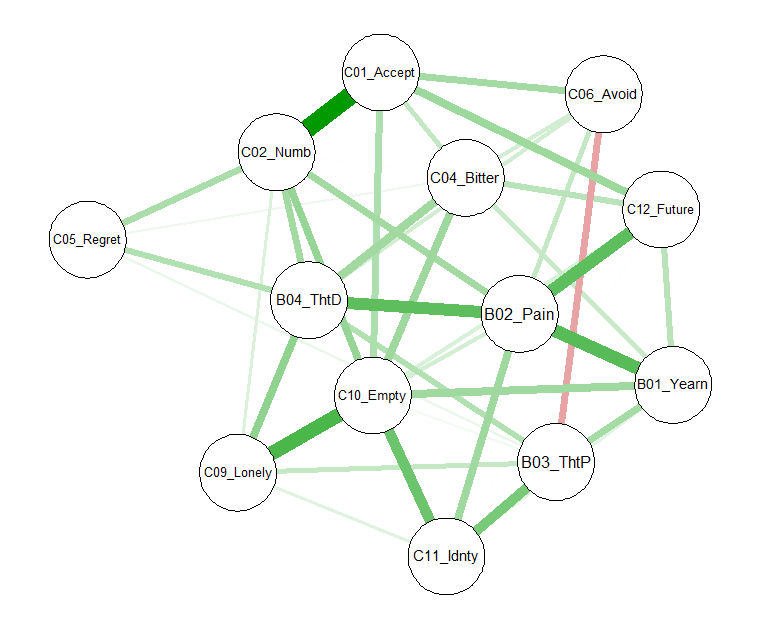 C01_Accept
C06_Avoid
C02_Numb
C04_Bitter
C12_Future
C05_Regret
B04_ThtD
B02_Pain
B01_Yearn
C10_Empty
C09_Lonely
B03_ThtP
C11_Idnty